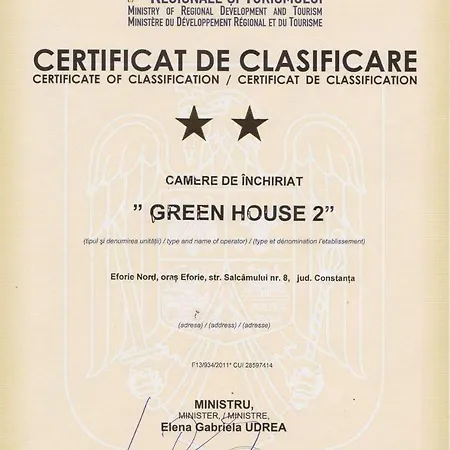 REGIONALE ȘI TURISMULUI
MINISTRY OF REGIONAL DEVELOPMENT AND TOURISM
MINISTÈRE DU DÉVELOPPEMENT RÉGIONAL ET DU TOURISME
CERTIFICAT DE CLASIFICARE
CERTIFICATE OF CLASSIFICATION / CERTIFICAT DE CLASSIFICATION
CAMERE DE ÎNCHIRIAT
" GREEN HOUSE 2"
(tipul și denumirea unității) / type and name of operator) / (type et dénomination l'etablisement)
Eforie Nord, oraș Eforie, str. Salcâmului nr. 8, jud. Constanța
(adresa) / (address) / (adresse)
F13/934/2011* CUI 28597414
MINISTRU,
MINISTER, / MINISTRE,
Elena Gabriela UDREA